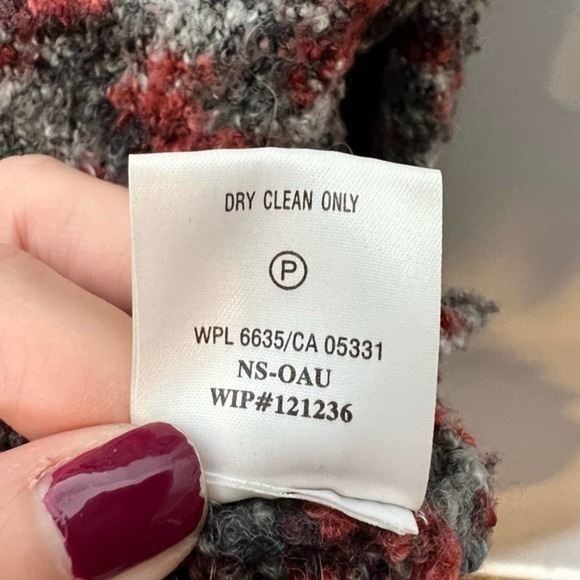 DRY CLEAN ONLY
P
WPL 6635/CA 05331
NS-OAU
WIP#121236